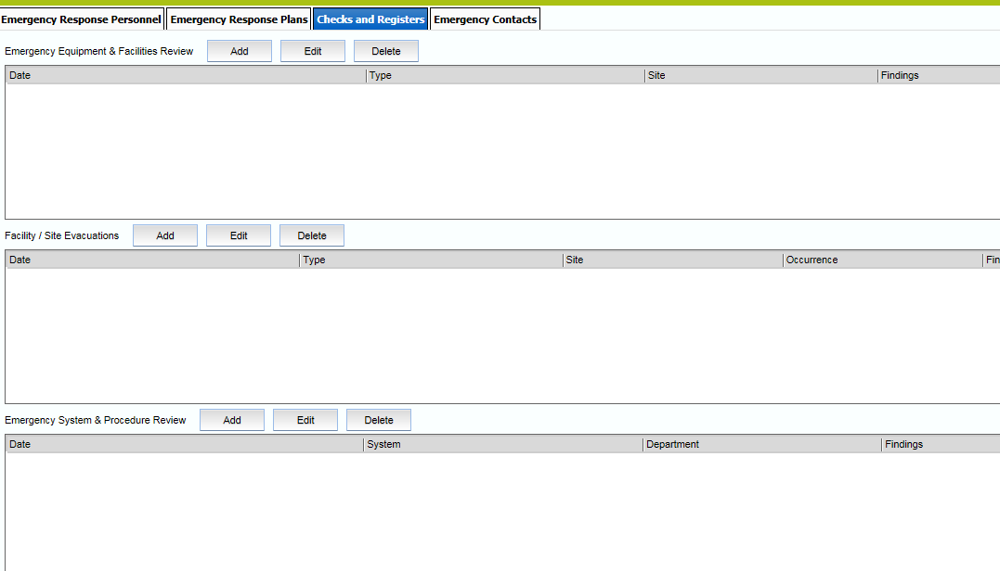 Emergency Response Personnel Emergency Response Plans Checks and Registers Emergency Contacts
Emergency Equipment & Facilities Review Add Edit Delete
Date Type Site Findings
Facility / Site Evacuations Add Edit Delete
Date Type Site Occurrence Fin
Emergency System & Procedure Review Add Edit Delete
Date System Department Findings